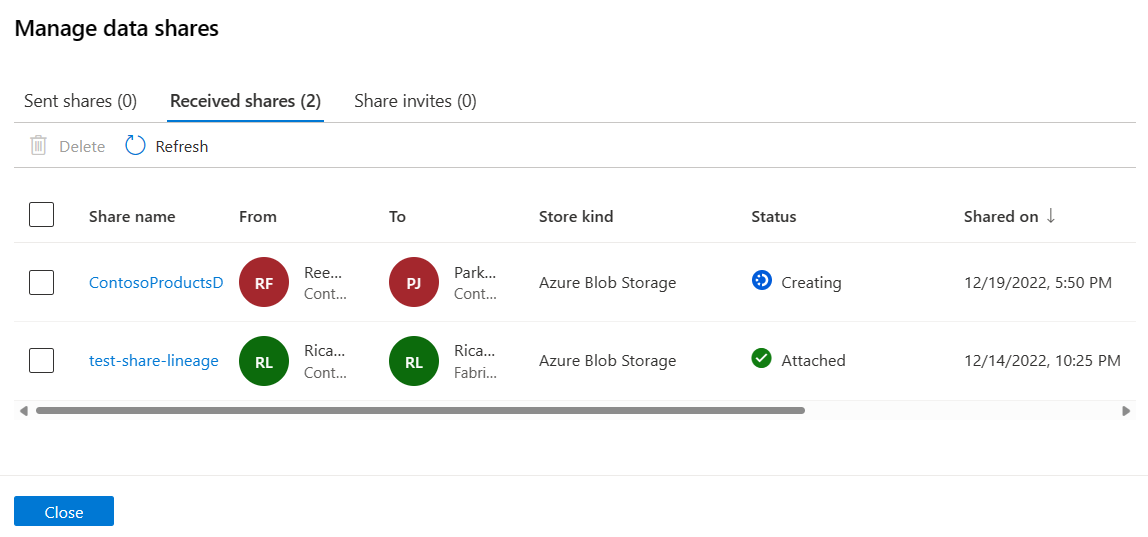 Manage data shares
Sent shares (0) Received shares (2) Share invites (0)
Delete Refresh
Share name From To Store kind Status Shared on
ContosoProductsD RF Ree... Cont... PJ Park... Cont... Azure Blob Storage Creating 12/19/2022, 5:50 PM
test-share-lineage RL Rica... Cont... RL Rica... Fabri... Azure Blob Storage Attached 12/14/2022, 10:25 PM
Close